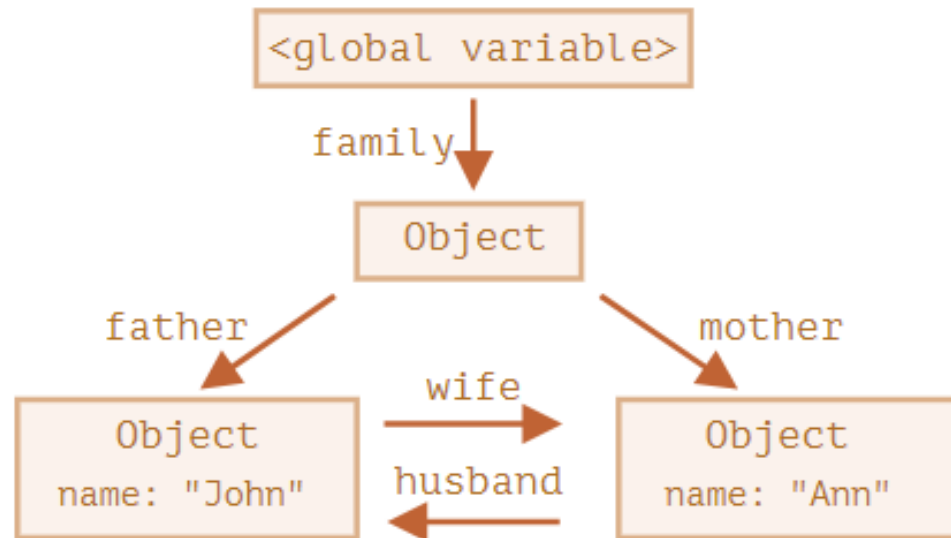 <global variable>
family
Object
father
mother
wife
Object
name: "John"
husband
Object
name: "Ann"